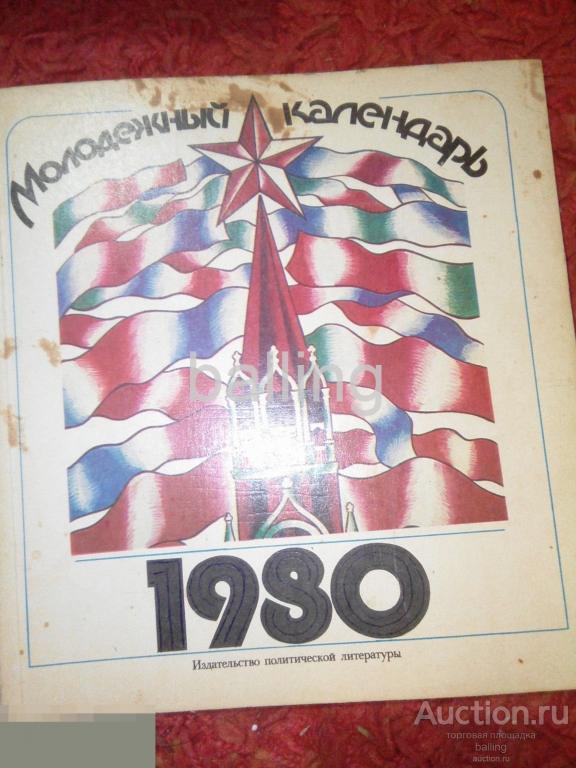 Молодежный календарь
balling
1980
Издательство политической литературы
Auction.ru
торговая площадка
balling
auction.ru